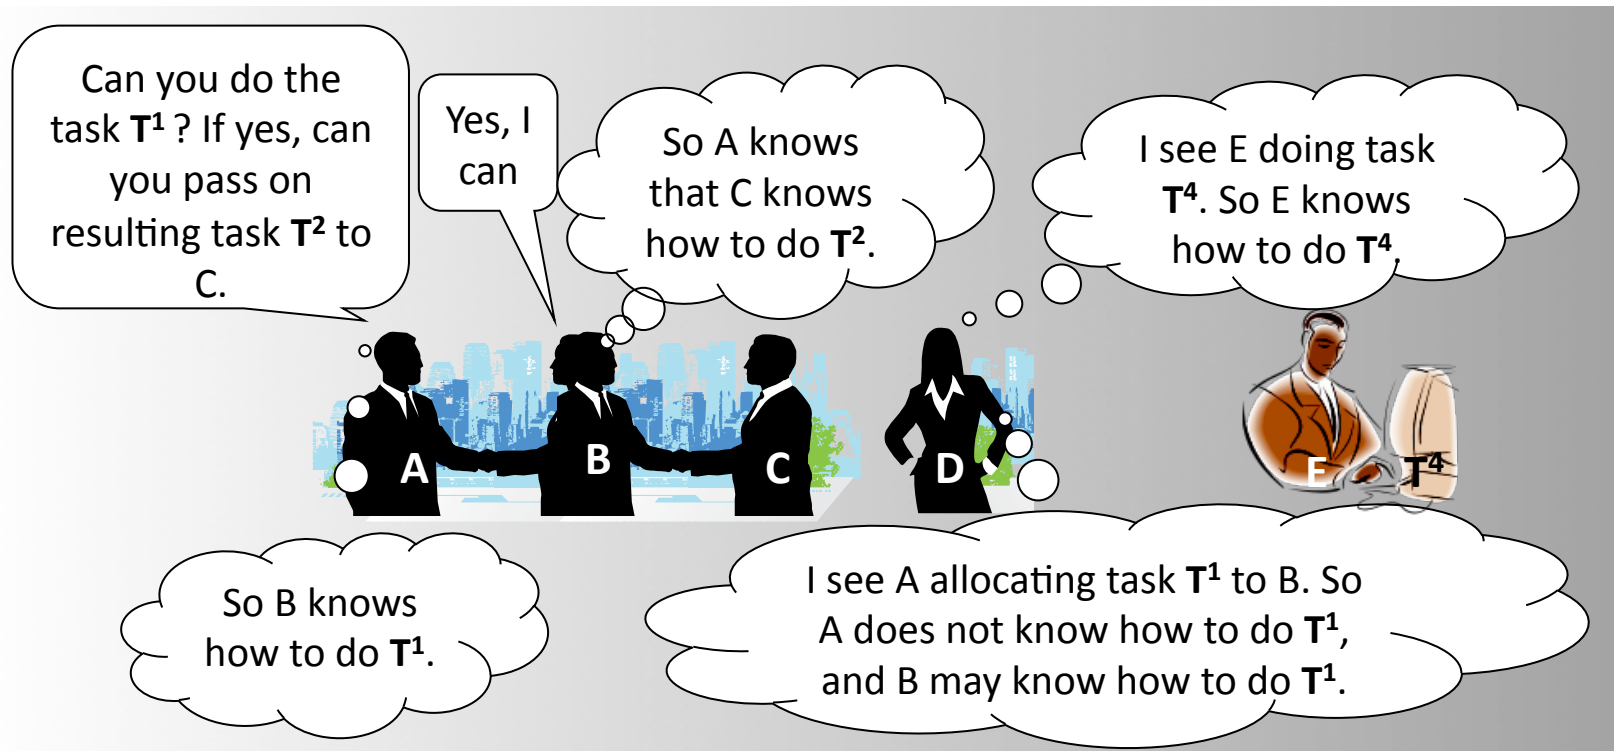 Can you do the
task T¹ ? If yes, can
you pass on
resulting task T² to
C.
Yes, I
can
So A knows
that C knows
how to do T².
I see E doing task
T⁴. So E knows
how to do T⁴.
A
B
C
D
E
T⁴
So B knows
how to do T¹.
I see A allocating task T¹ to B. So
A does not know how to do T¹,
and B may know how to do T¹.